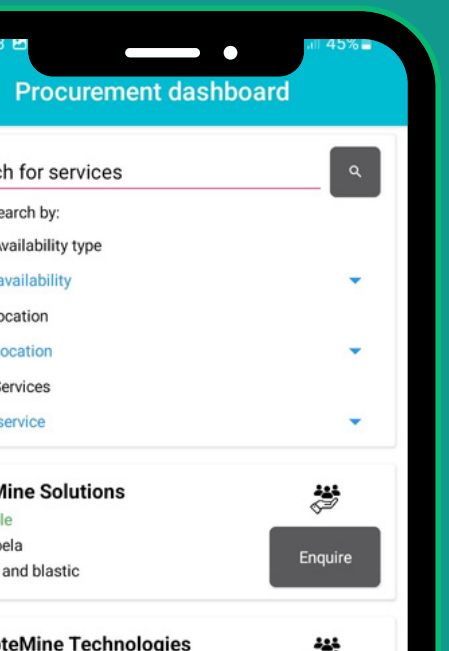 45%
Procurement dashboard
ch for services
earch by:
vailability type
availability
ocation
ocation
Services
service
Mine Solutions
le
ela
and blastic
Enquire
teMine Technologies